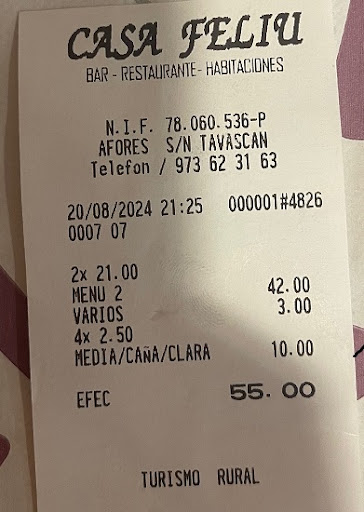 CASA FELIU
BAR - RESTAURANTE- HABITACIONES
N.I.F. 78.060.536-P
AFORES S/N TAVASCAN
Telefon / 973 62 31 63
20/08/2024 21:25 000001#4826
0007 07
2x 21.00
MENU 2 42.00
VARIOS 3.00
4x 2.50
MEDIA/CAñA/CLARA 10.00
EFEC 55.00
TURISMO RURAL